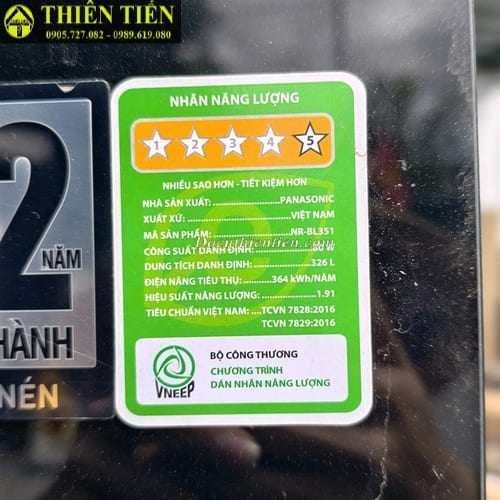 THIÊN TIẾN
0905.727.082 - 0989.619.080
2
NĂM
HÀNH
NÉN
NHÃN NĂNG LƯỢNG
1 2 3 4 5
NHIỀU SAO HƠN - TIẾT KIỆM HƠN
NHÀ SẢN XUẤT:....................PANASONIC
XUẤT XỨ: .........................VIỆT NAM
MÃ SẢN PHẨM: ....................NR-BL351
CÔNG SUẤT DANH ĐỊNH:..............80 W
DUNG TÍCH DANH ĐỊNH:..............326 L
ĐIỆN NĂNG TIÊU THỤ: .........364 kWh/NĂM
HIỆU SUẤT NĂNG LƯỢNG:.............1.91
TIÊU CHUẨN VIỆT NAM: ....TCVN 7828:2016
TCVN 7829:2016
VNEEP
BỘ CÔNG THƯƠNG
CHƯƠNG TRÌNH
DÁN NHÃN NĂNG LƯỢNG